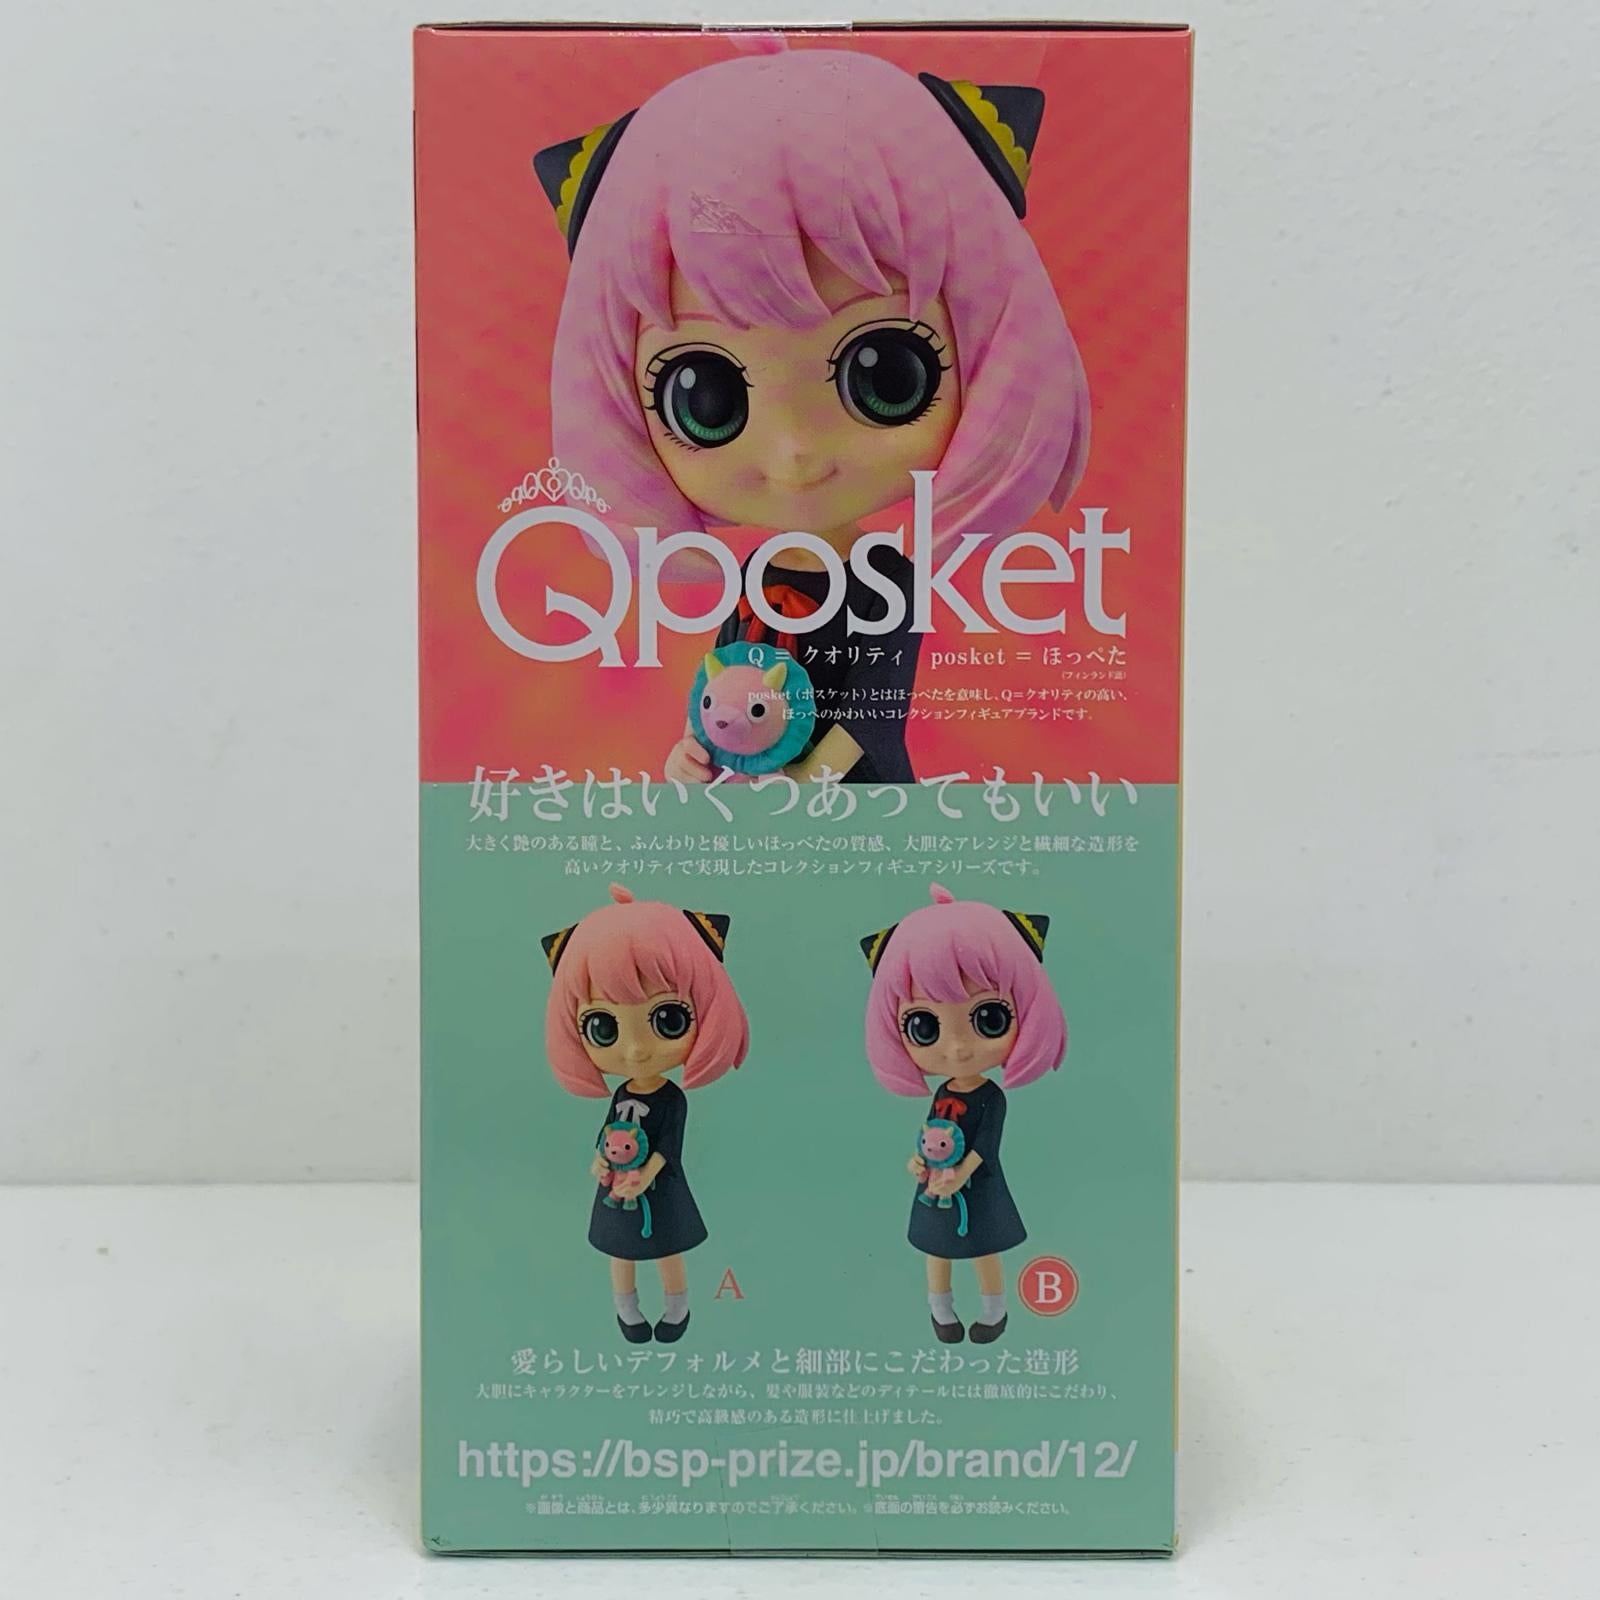 Qposket
Q = クオリティ posket = ほっぺた
(フィンランド語)
posket(ポスケット)とはほっぺたを意味し、Q=クオリティの高い、
ほっぺのかわいいコレクションフィギュアブランドです。
好きはいくつあってもいい
大きく艶のある瞳と、ふんわりと優しいほっぺたの質感、大胆なアレンジと繊細な造形を
高いクオリティで実現したコレクションフィギュアシリーズです。
A
B
愛らしいデフォルメと細部にこだわった造形
大胆にキャラクターをアレンジしながら、髪や服装などのディテールには徹底的にこだわり、
精巧で高級感のある造形に仕上げました。
https://bsp-prize.jp/brand/12/
※画像と商品とは、多少異なりますのでご了承ください。※底面の警告を必ずお読みください。